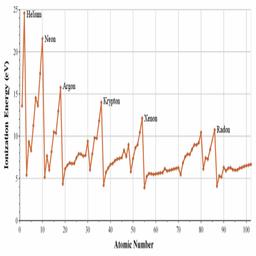 Helium
Neon
Argon
Krypton
Xenon
Radon
Ionization Energy (eV)
25
20
15
10
5
0
0 10 20 30 40 50 60 70 80 90 100
Atomic Number